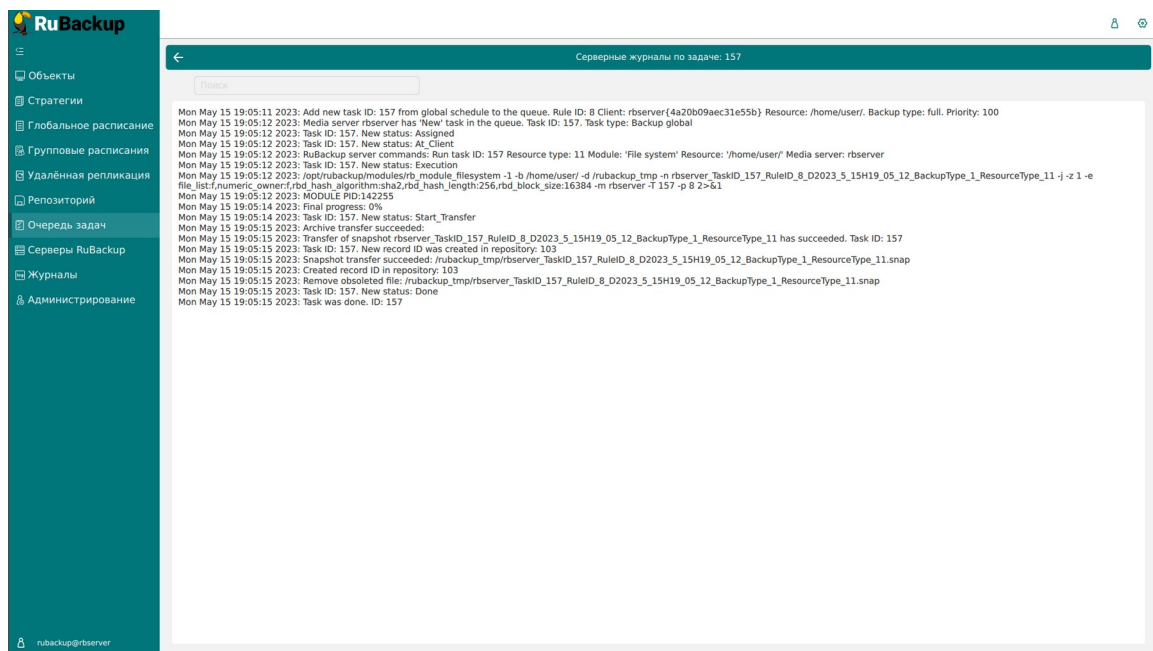 RuBackup
Объекты
Стратегии
Глобальное расписание
Групповые расписания
Удалённая репликация
Репозиторий
Очередь задач
Серверы RuBackup
Журналы
Администрирование
rubackup@rbserver
Серверные журналы по задаче: 157
Поиск
Mon May 15 19:05:11 2023: Add new task ID: 157 from global schedule to the queue. Rule ID: 8 Client: rbserver{4a20b09aec31e55b} Resource: /home/user/. Backup type: full. Priority: 100
Mon May 15 19:05:12 2023: Media server rbserver has 'New' task in the queue. Task ID: 157. Task type: Backup global
Mon May 15 19:05:12 2023: Task ID: 157. New status: Assigned
Mon May 15 19:05:12 2023: Task ID: 157. New status: At_Client
Mon May 15 19:05:12 2023: RuBackup server commands: Run task ID: 157 Resource type: 11 Module: 'File system' Resource: '/home/user/' Media server: rbserver
Mon May 15 19:05:12 2023: Task ID: 157. New status: Execution
Mon May 15 19:05:12 2023: /opt/rubackup/modules/rb_module_filesystem -1 -b /home/user/ -d /rubackup_tmp -n rbserver_TaskID_157_RuleID_8_D2023_5_15H19_05_12_BackupType_1_ResourceType_11 -j -z 1 -e
file_list:f,numeric_owner:f,rbd_hash_algorithm:sha2,rbd_hash_length:256,rbd_block_size:16384 -m rbserver -T 157 -p 8 2>&1
Mon May 15 19:05:12 2023: MODULE PID:142255
Mon May 15 19:05:14 2023: Final progress: 0%
Mon May 15 19:05:14 2023: Task ID: 157. New status: Start_Transfer
Mon May 15 19:05:15 2023: Archive transfer succeeded:
Mon May 15 19:05:15 2023: Transfer of snapshot rbserver_TaskID_157_RuleID_8_D2023_5_15H19_05_12_BackupType_1_ResourceType_11 has succeeded. Task ID: 157
Mon May 15 19:05:15 2023: Task ID: 157. New record ID was created in repository: 103
Mon May 15 19:05:15 2023: Snapshot transfer succeeded: /rubackup_tmp/rbserver_TaskID_157_RuleID_8_D2023_5_15H19_05_12_BackupType_1_ResourceType_11.snap
Mon May 15 19:05:15 2023: Created record ID in repository: 103
Mon May 15 19:05:15 2023: Remove obsoleted file: /rubackup_tmp/rbserver_TaskID_157_RuleID_8_D2023_5_15H19_05_12_BackupType_1_ResourceType_11.snap
Mon May 15 19:05:15 2023: Task ID: 157. New status: Done
Mon May 15 19:05:15 2023: Task was done. ID: 157